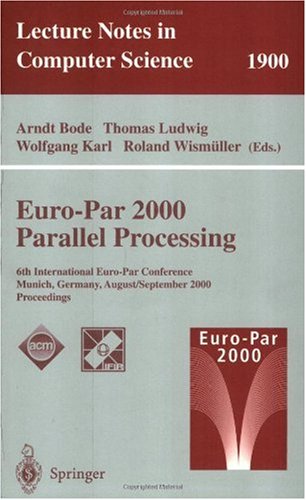 Lecture Notes in
Computer Science 1900
Arndt Bode Thomas Ludwig
Wolfgang Karl Roland Wismüller (Eds.)
Euro-Par 2000
Parallel Processing
6th International Euro-Par Conference
Munich, Germany, August/September 2000
Proceedings
acm
IFIP
Euro-Par
2000
Springer